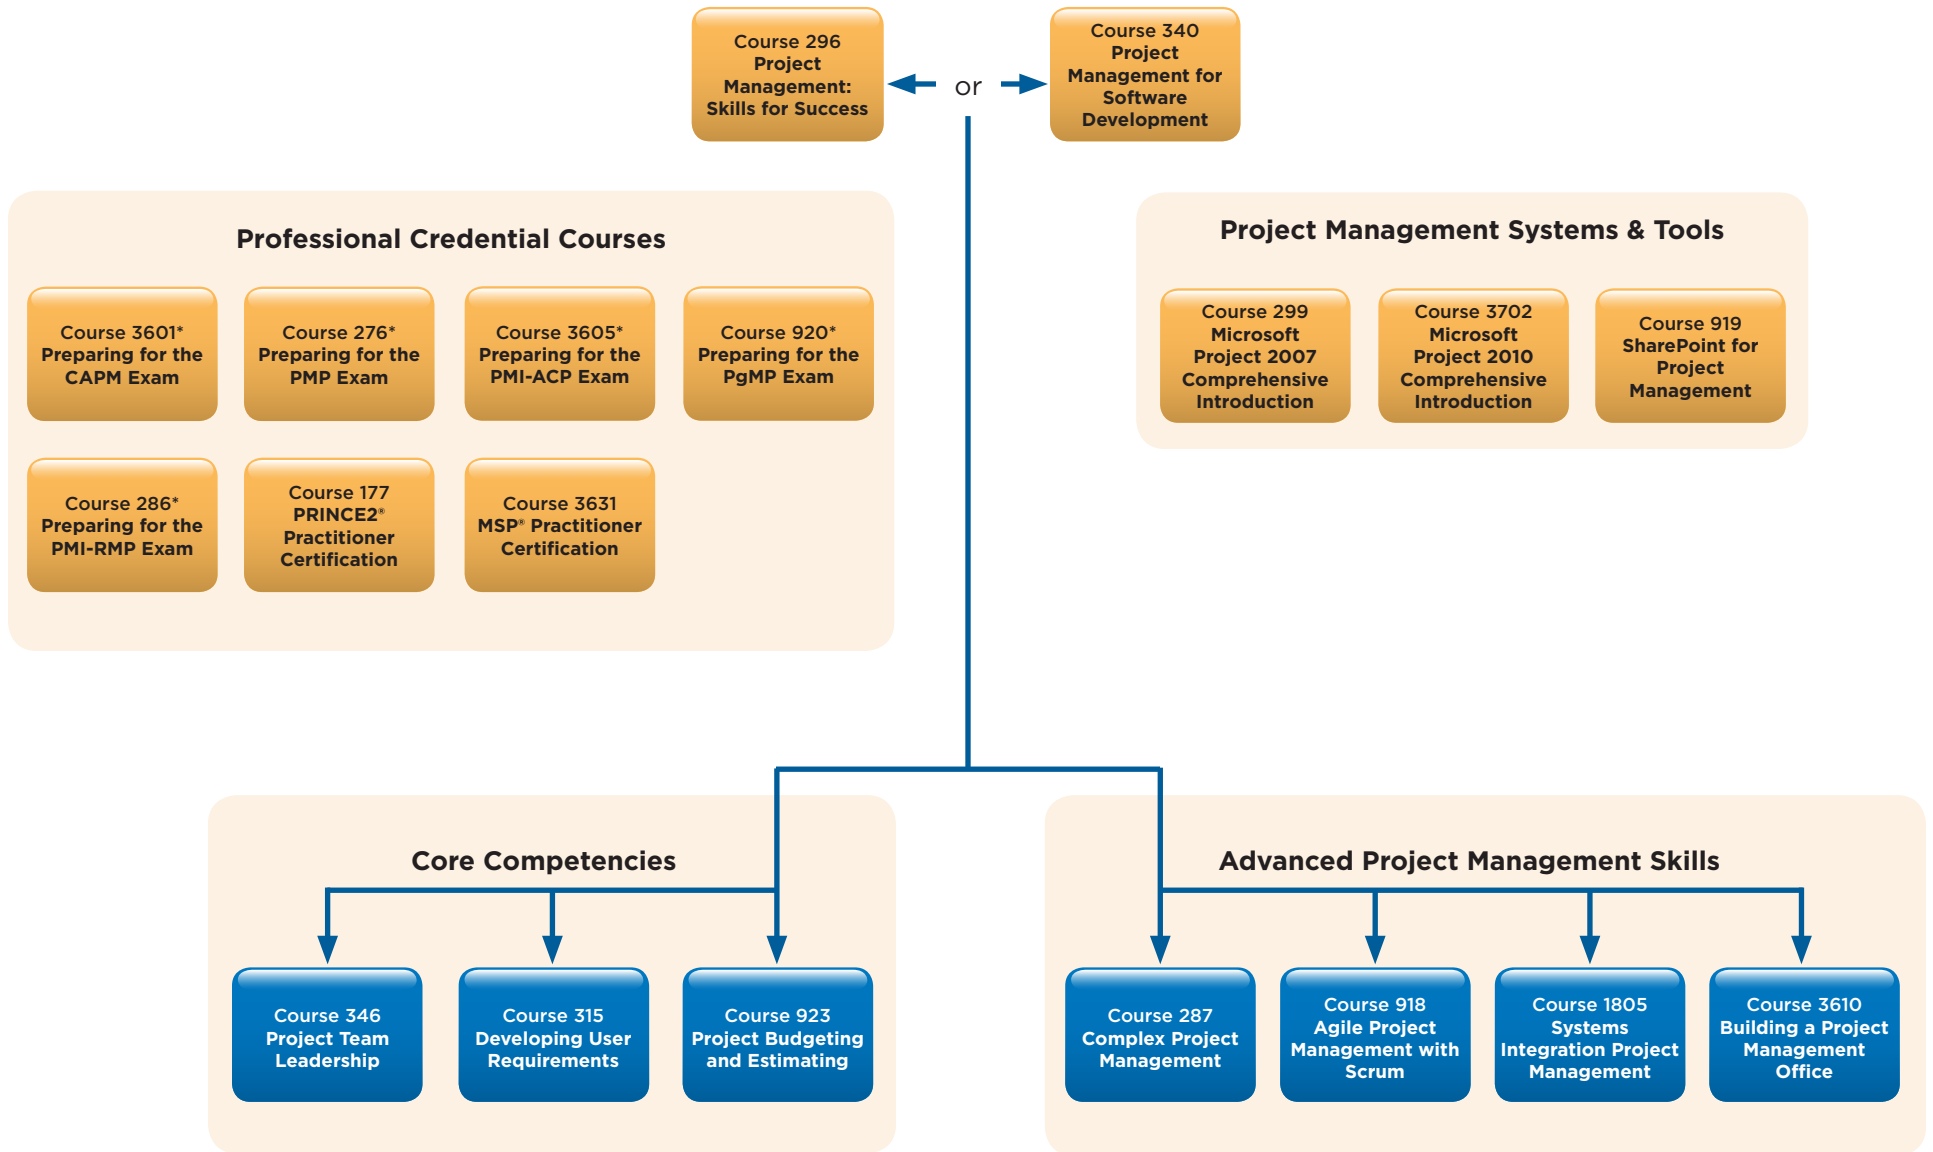 Course 296
Project
Management:
Skills for Success
or
Course 340
Project
Management for
Software
Development
Professional Credential Courses
Course 3601*
Preparing for the
CAPM Exam
Course 276*
Preparing for the
PMP Exam
Course 3605*
Preparing for the
PMI-ACP Exam
Course 920*
Preparing for the
PgMP Exam
Course 286*
Preparing for the
PMI-RMP Exam
Course 177
PRINCE2®
Practitioner
Certification
Course 3631
MSP® Practitioner
Certification
Project Management Systems & Tools
Course 299
Microsoft
Project 2007
Comprehensive
Introduction
Course 3702
Microsoft
Project 2010
Comprehensive
Introduction
Course 919
SharePoint for
Project
Management
Core Competencies
Course 346
Project Team
Leadership
Course 315
Developing User
Requirements
Course 923
Project Budgeting
and Estimating
Advanced Project Management Skills
Course 287
Complex Project
Management
Course 918
Agile Project
Management with
Scrum
Course 1805
Systems
Integration Project
Management
Course 3610
Building a Project
Management
Office